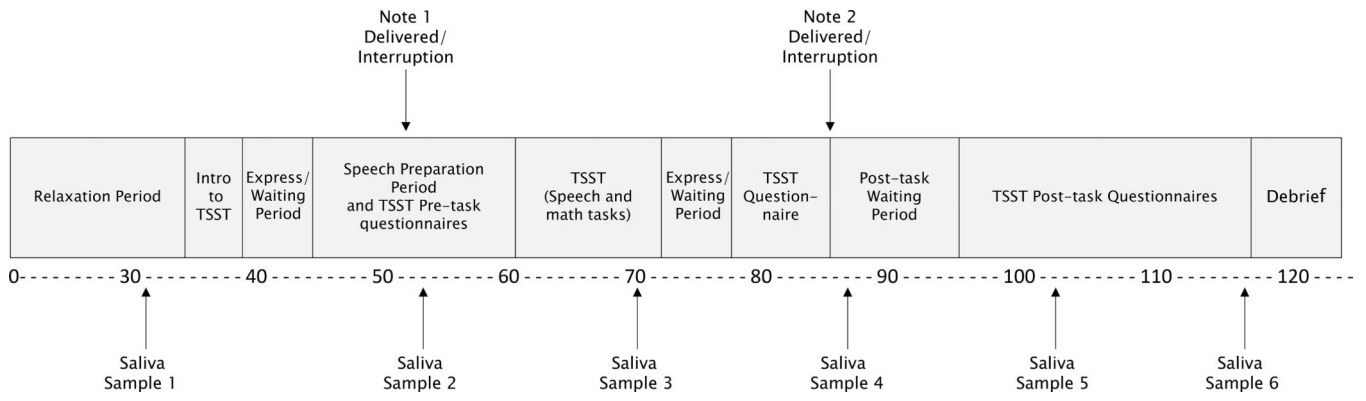 Note 1
Delivered/
Interruption
Note 2
Delivered/
Interruption
Relaxation Period
Intro
to
TSST
Express/
Waiting
Period
Speech Preparation
Period
and TSST Pre-task
questionnaires
TSST
(Speech and
math tasks)
Express/
Waiting
Period
TSST
Question-
naire
Post-task
Waiting
Period
TSST Post-task Questionnaires
Debrief
0 30 40 50 60 70 80 90 100 110 120
Saliva
Sample 1
Saliva
Sample 2
Saliva
Sample 3
Saliva
Sample 4
Saliva
Sample 5
Saliva
Sample 6